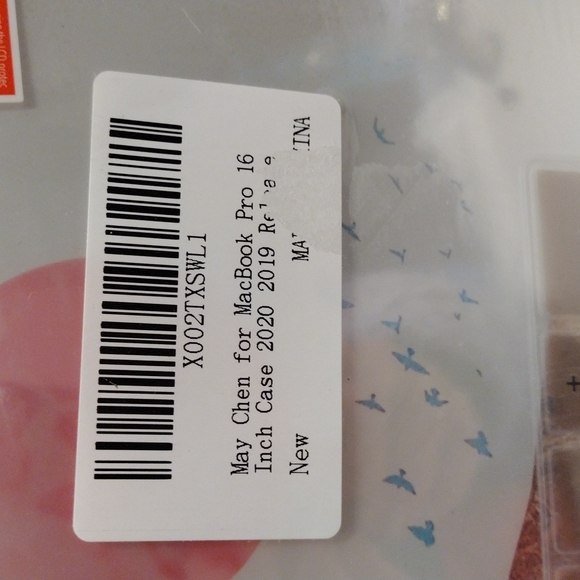 X002TXSWL1
May Chen for MacBook Pro 16
Inch Case 2020 2019
New
+